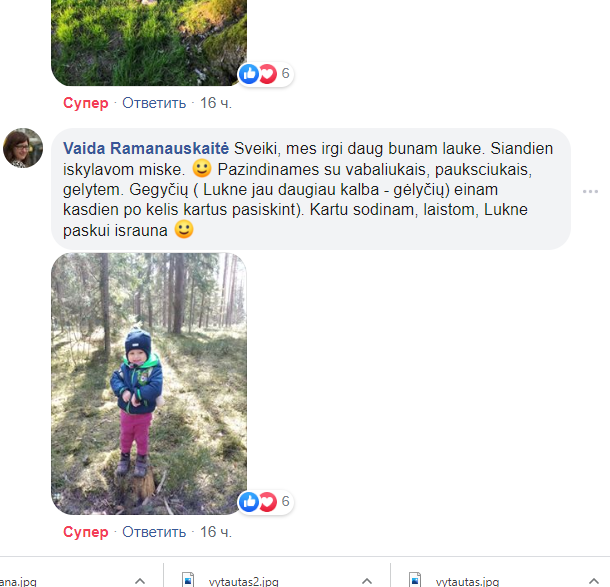 6
Супер · Ответить · 16 ч.
Vaida Ramanauskaitė Sveiki, mes irgi daug bunam lauke. Siandien
iskylavom miske. 🙂 Pazindinames su vabaliukais, pauksciukais,
gelytem. Gegyčių ( Lukne jau daugiau kalba - gėlyčių) einam
kasdien po kelis kartus pasiskint). Kartu sodinam, laistom, Lukne
paskui israuna 🙂
6
Супер · Ответить · 16 ч.
ana.jpg
vytautas2.jpg
vytautas.jpg